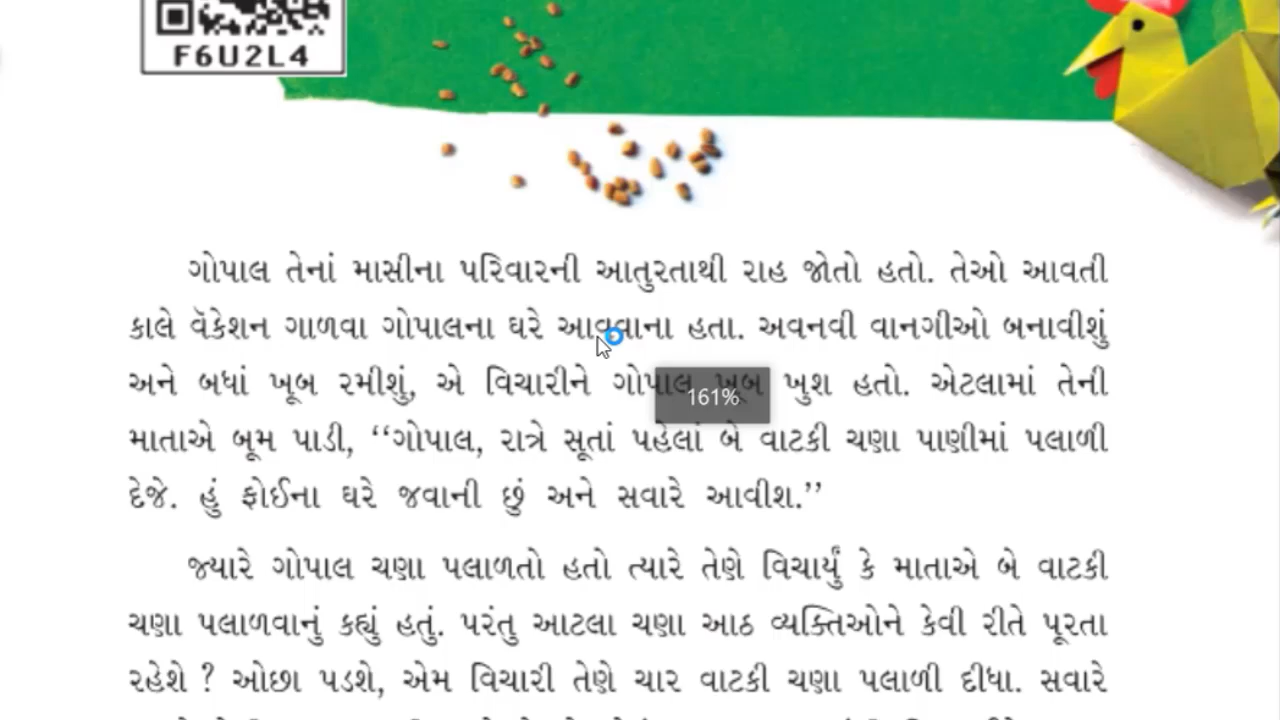 F6U2L4
ગોપાલ તેનાં માસીના પરિવારની આતુરતાથી રાહ જોતો હતો. તેઓ આવતી
કાલે વૅકેશન ગાળવા ગોપાલના ઘરે આવવાના હતા. અવનવી વાનગીઓ બનાવીશું
અને બધાં ખૂબ રમીશું, એ વિચારીને ગોપાલ ખૂબ ખુશ હતો. એટલામાં તેની
161%
માતાએ બૂમ પાડી, ‘‘ગોપાલ, રાત્રે સૂતાં પહેલાં બે વાટકી ચણા પાણીમાં પલાળી
દેજે. હું ફોઈના ઘરે જવાની છું અને સવારે આવીશ.’’
જ્યારે ગોપાલ ચણા પલાળતો હતો ત્યારે તેણે વિચાર્યું કે માતાએ બે વાટકી
ચણા પલાળવાનું કહ્યું હતું. પરંતુ આટલા ચણા આઠ વ્યક્તિઓને કેવી રીતે પૂરતા
રહેશે ? ઓછા પડશે, એમ વિચારી તેણે ચાર વાટકી ચણા પલાળી દીધા. સવારે